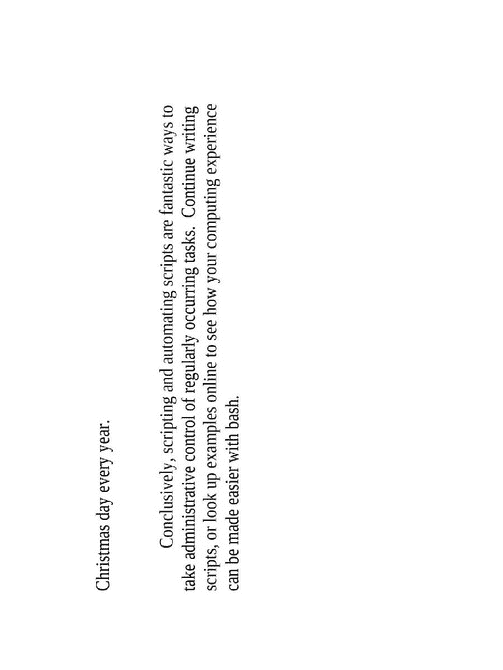 Christmas day every year.
Conclusively, scripting and automating scripts are fantastic ways to
take administrative control of regularly occurring tasks.  Continue writing
scripts, or look up examples online to see how your computing experience
can be made easier with bash.